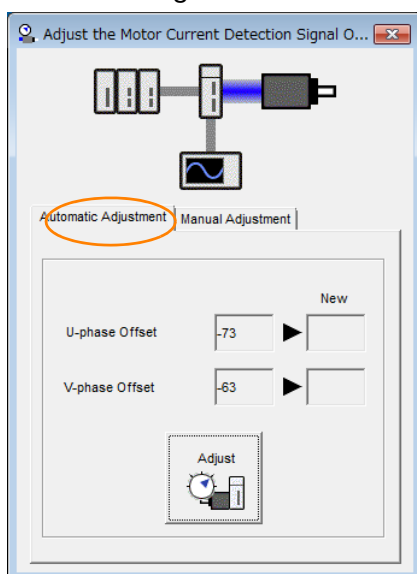 Adjust the Motor Current Detection Signal O...
Automatic Adjustment Manual Adjustment
New
U-phase Offset -73
V-phase Offset -63
Adjust